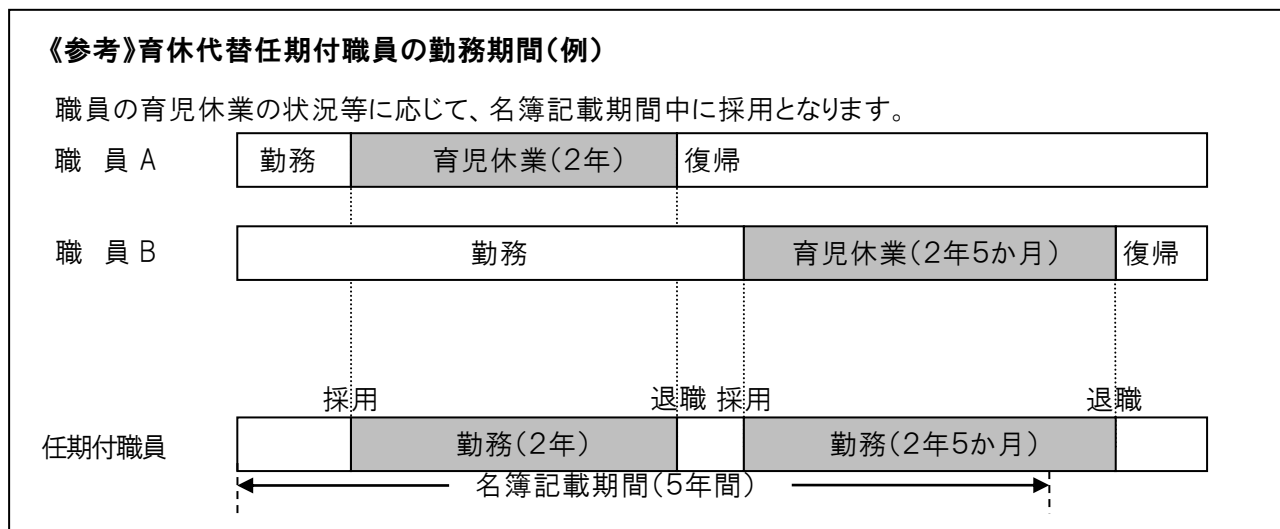 《参考》育休代替任期付職員の勤務期間(例)
職員の育児休業の状況等に応じて、名簿記載期間中に採用となります。
職 員 A 勤務 育児休業(2年) 復帰
職 員 B 勤務 育児休業(2年5か月) 復帰
採用 退職 採用 退職
任期付職員 勤務(2年) 勤務(2年5か月)
名簿記載期間(5年間)